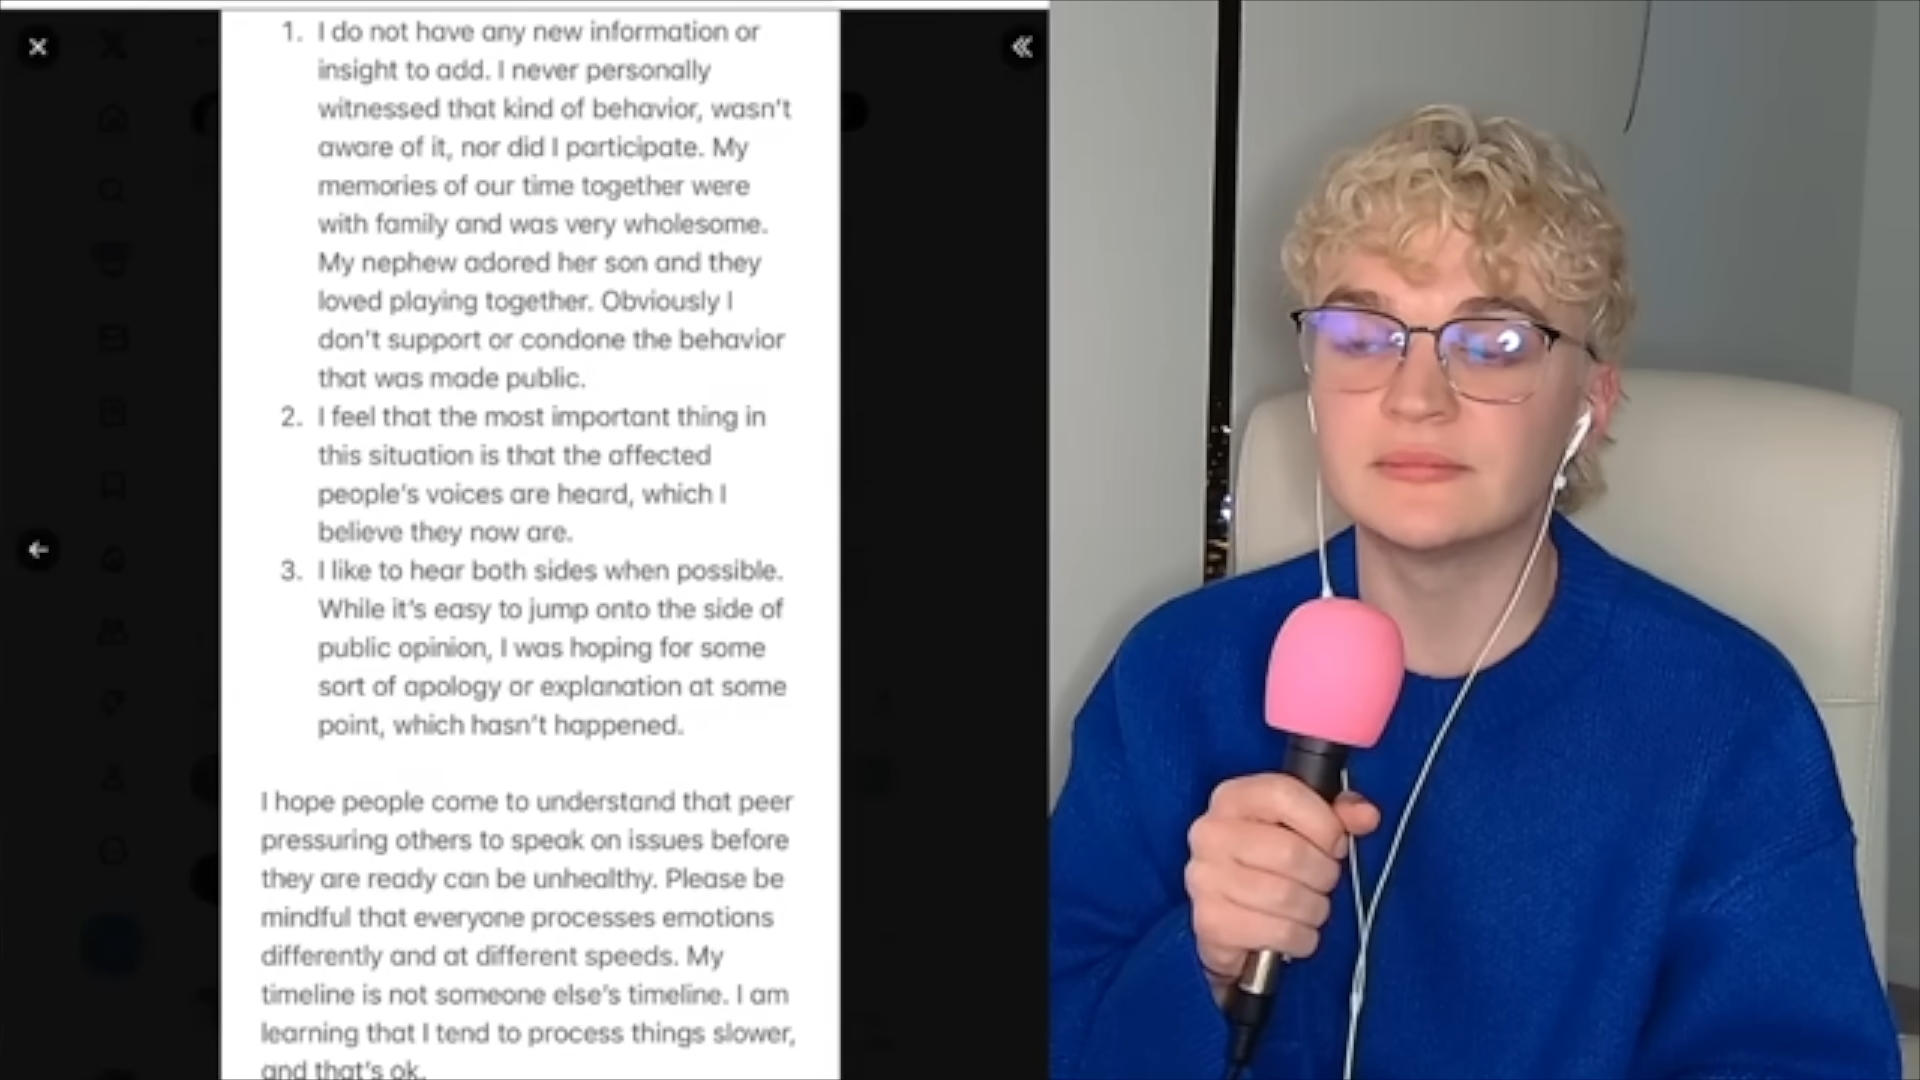 1. I do not have any new information or
insight to add. I never personally
witnessed that kind of behavior, wasn't
aware of it, nor did I participate. My
memories of our time together were
with family and was very wholesome.
My nephew adored her son and they
loved playing together. Obviously I
don't support or condone the behavior
that was made public.
2. I feel that the most important thing in
this situation is that the affected
people's voices are heard, which I
believe they now are.
3. I like to hear both sides when possible.
While it's easy to jump onto the side of
public opinion, I was hoping for some
sort of apology or explanation at some
point, which hasn't happened.
I hope people come to understand that peer
pressuring others to speak on issues before
they are ready can be unhealthy. Please be
mindful that everyone processes emotions
differently and at different speeds. My
timeline is not someone else's timeline. I am
learning that I tend to process things slower,
and that's ok.